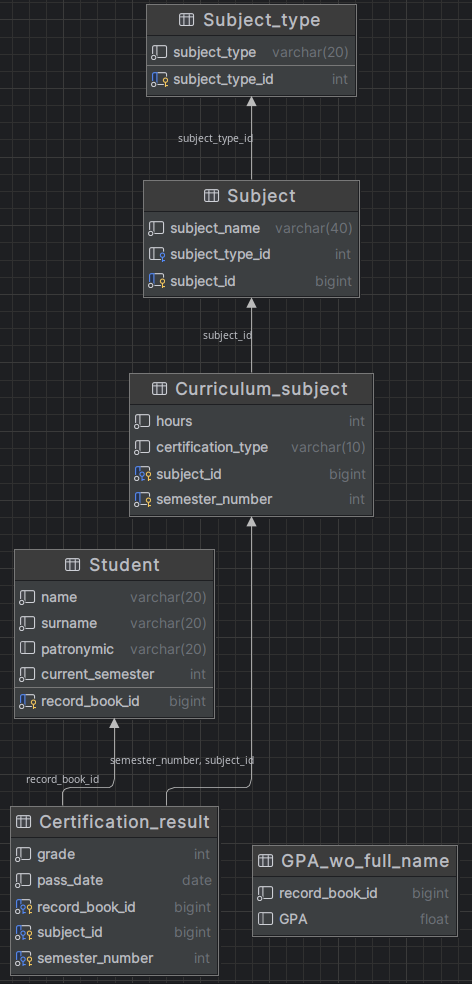 Subject_type
subject_type varchar(20)
subject_type_id int
subject_type_id
Subject
subject_name varchar(40)
subject_type_id int
subject_id bigint
subject_id
Curriculum_subject
hours int
certification_type varchar(10)
subject_id bigint
semester_number int
Student
name varchar(20)
surname varchar(20)
patronymic varchar(20)
current_semester int
record_book_id bigint
semester_number, subject_id
record_book_id
Certification_result
grade int
pass_date date
record_book_id bigint
subject_id bigint
semester_number int
GPA_wo_full_name
record_book_id bigint
GPA float